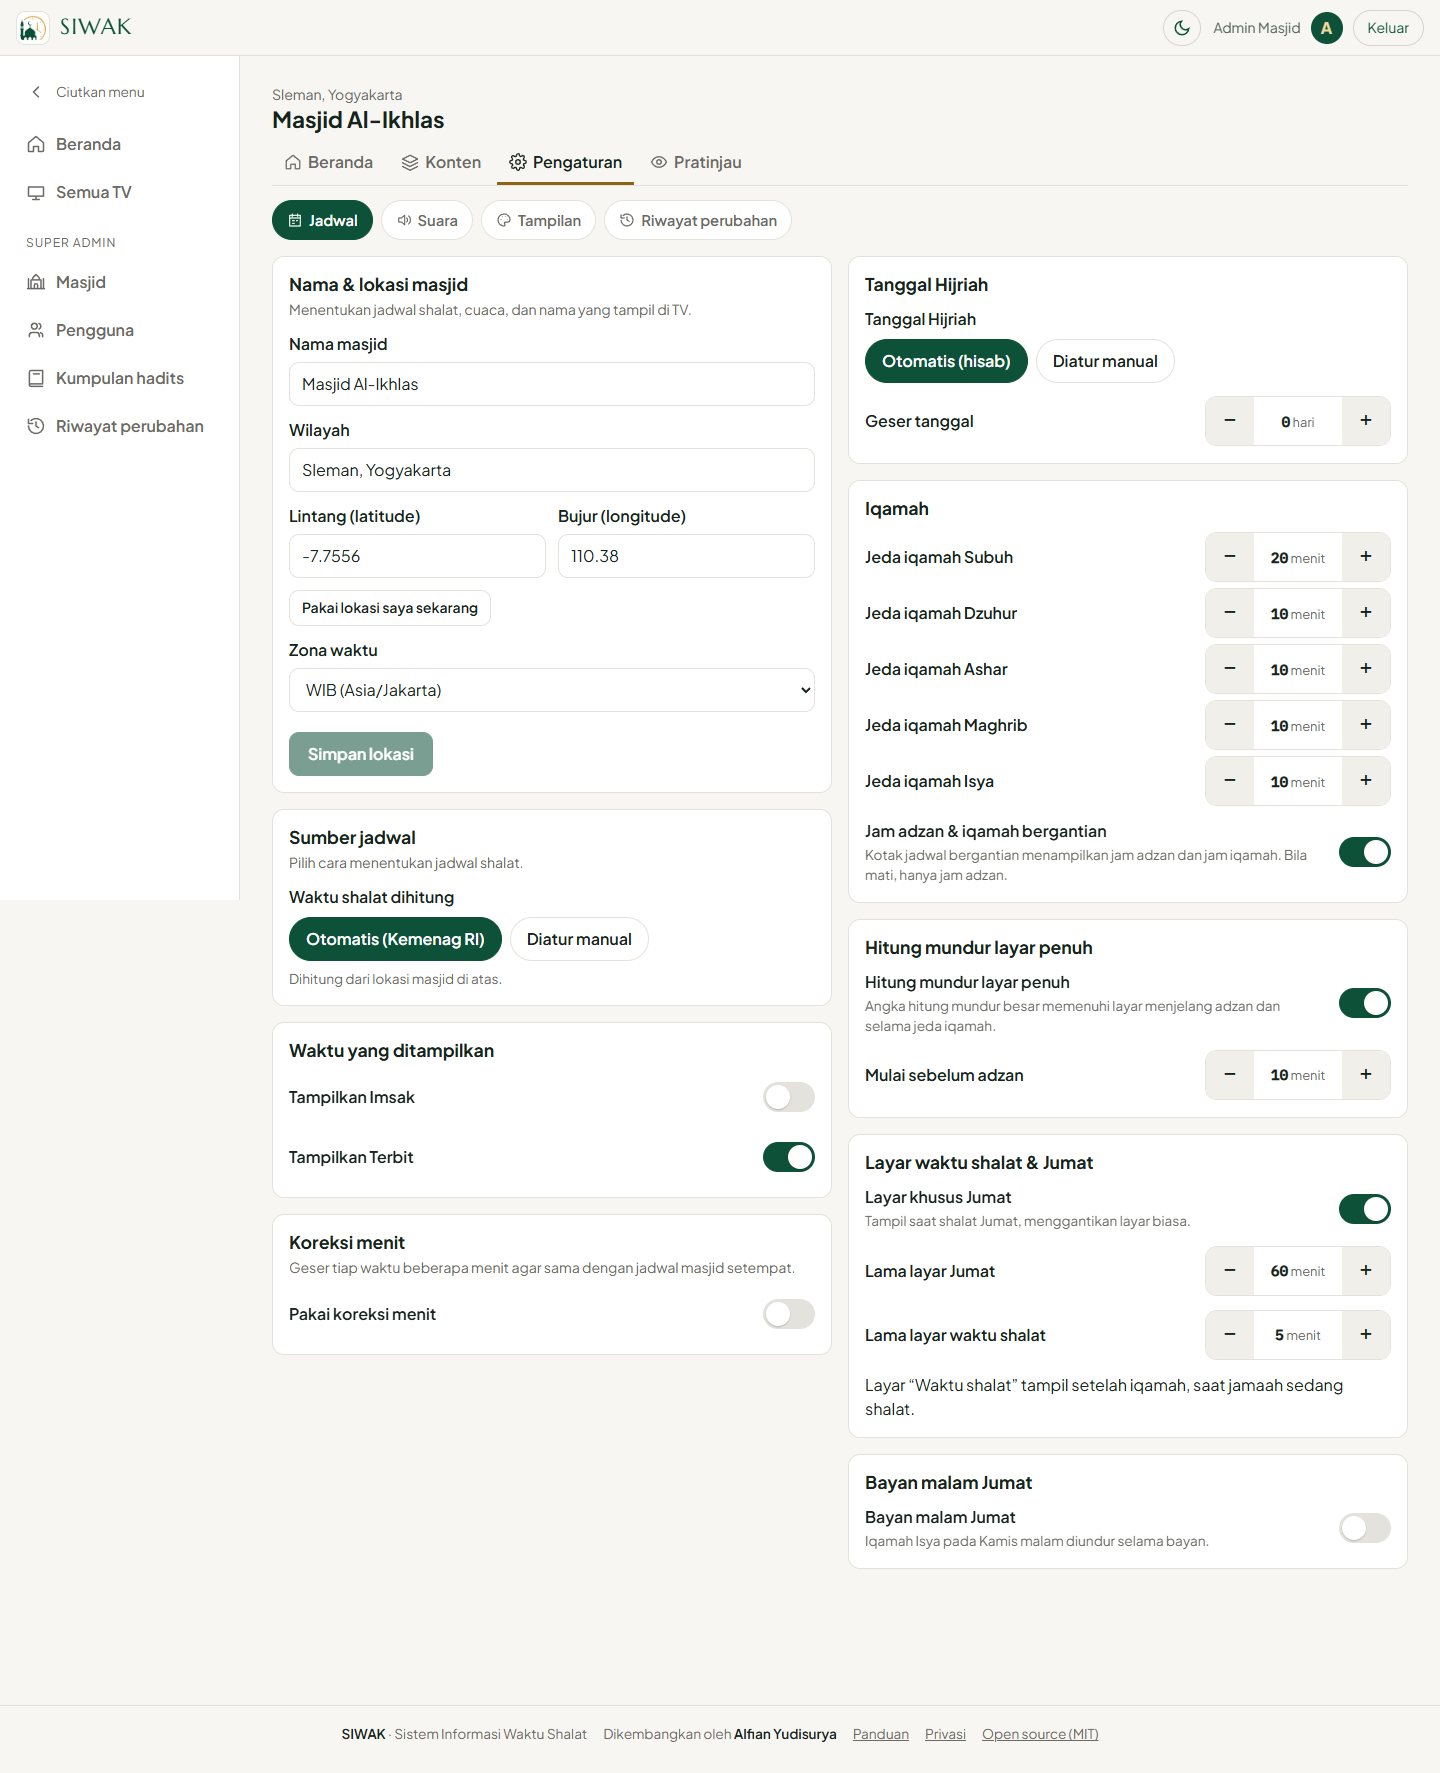 SIWAK
Admin Masjid
A
Keluar
Ciutkan menu
Beranda
Semua TV
SUPER ADMIN
Masjid
Pengguna
Kumpulan hadits
Riwayat perubahan
Sleman, Yogyakarta
Masjid Al-Ikhlas
Beranda
Konten
Pengaturan
Pratinjau
Jadwal
Suara
Tampilan
Riwayat perubahan
Nama & lokasi masjid
Menentukan jadwal shalat, cuaca, dan nama yang tampil di TV.
Nama masjid
Masjid Al-Ikhlas
Wilayah
Sleman, Yogyakarta
Lintang (latitude)
Bujur (longitude)
-7.7556
110.38
Pakai lokasi saya sekarang
Zona waktu
WIB (Asia/Jakarta)
Simpan lokasi
Sumber jadwal
Pilih cara menentukan jadwal shalat.
Waktu shalat dihitung
Otomatis (Kemenag RI)
Diatur manual
Dihitung dari lokasi masjid di atas.
Waktu yang ditampilkan
Tampilkan Imsak
Tampilkan Terbit
Koreksi menit
Geser tiap waktu beberapa menit agar sama dengan jadwal masjid setempat.
Pakai koreksi menit
Tanggal Hijriah
Tanggal Hijriah
Otomatis (hisab)
Diatur manual
Geser tanggal
− 0 hari +
Iqamah
Jeda iqamah Subuh
− 20 menit +
Jeda iqamah Dzuhur
− 10 menit +
Jeda iqamah Ashar
− 10 menit +
Jeda iqamah Maghrib
− 10 menit +
Jeda iqamah Isya
− 10 menit +
Jam adzan & iqamah bergantian
Kotak jadwal bergantian menampilkan jam adzan dan jam iqamah. Bila
mati, hanya jam adzan.
Hitung mundur layar penuh
Hitung mundur layar penuh
Angka hitung mundur besar memenuhi layar menjelang adzan dan
selama jeda iqamah.
Mulai sebelum adzan
− 10 menit +
Layar waktu shalat & Jumat
Layar khusus Jumat
Tampil saat shalat Jumat, menggantikan layar biasa.
Lama layar Jumat
− 60 menit +
Lama layar waktu shalat
− 5 menit +
Layar “Waktu shalat” tampil setelah iqamah, saat jamaah sedang
shalat.
Bayan malam Jumat
Bayan malam Jumat
Iqamah Isya pada Kamis malam diundur selama bayan.
SIWAK · Sistem Informasi Waktu Shalat
Dikembangkan oleh Alfian Yudisurya
Panduan
Privasi
Open source (MIT)